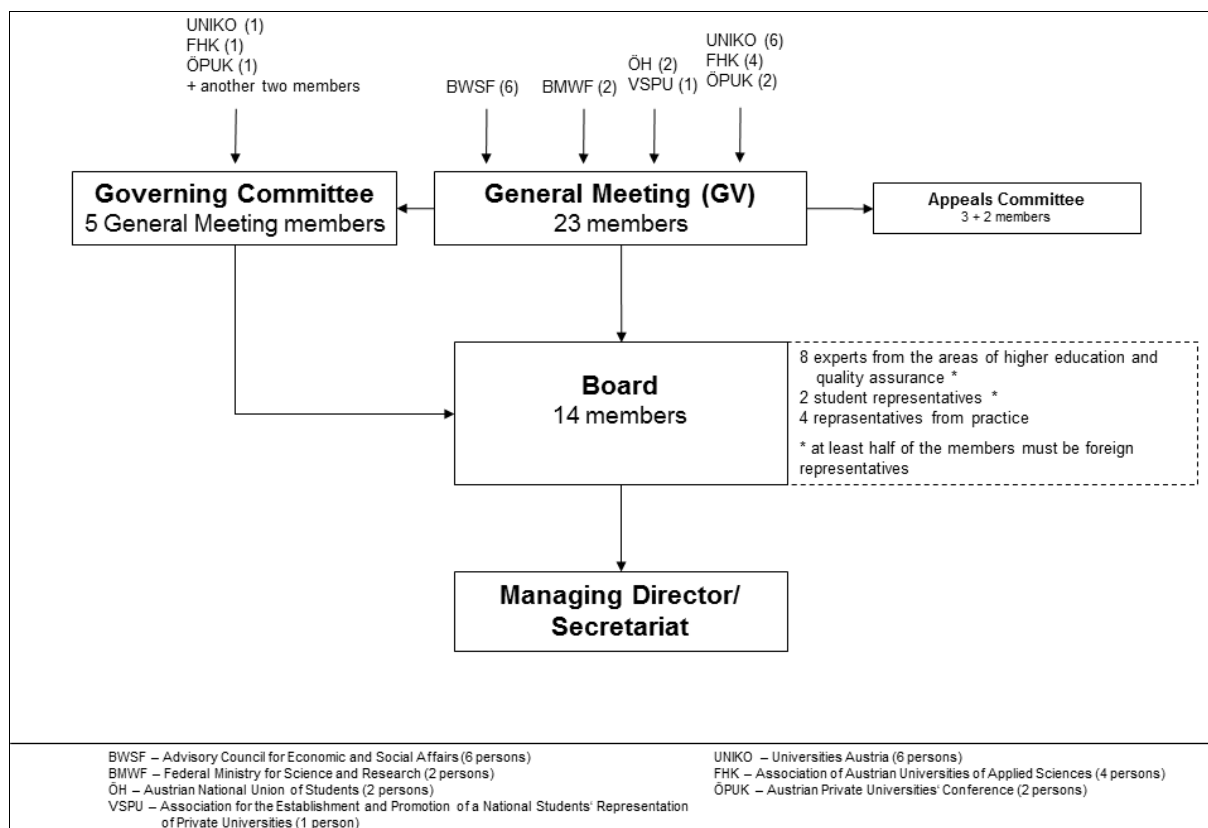 UNIKO (1)
FHK (1)
ÖPUK (1)
+ another two members
BWSF (6)
BMWF (2)
ÖH (2)
VSPU (1)
UNIKO (6)
FHK (4)
ÖPUK (2)
Governing Committee
5 General Meeting members
General Meeting (GV)
23 members
Appeals Committee
3 + 2 members
Board
14 members
8 experts from the areas of higher education and
quality assurance *
2 student representatives *
4 reprasentatives from practice
* at least half of the members must be foreign
representatives
Managing Director/
Secretariat
BWSF – Advisory Council for Economic and Social Affairs (6 persons)
BMWF – Federal Ministry for Science and Research (2 persons)
ÖH – Austrian National Union of Students (2 persons)
VSPU – Association for the Establishment and Promotion of a National Students' Representation
of Private Universities (1 person)
UNIKO – Universities Austria (6 persons)
FHK – Association of Austrian Universities of Applied Sciences (4 persons)
ÖPUK – Austrian Private Universities' Conference (2 persons)